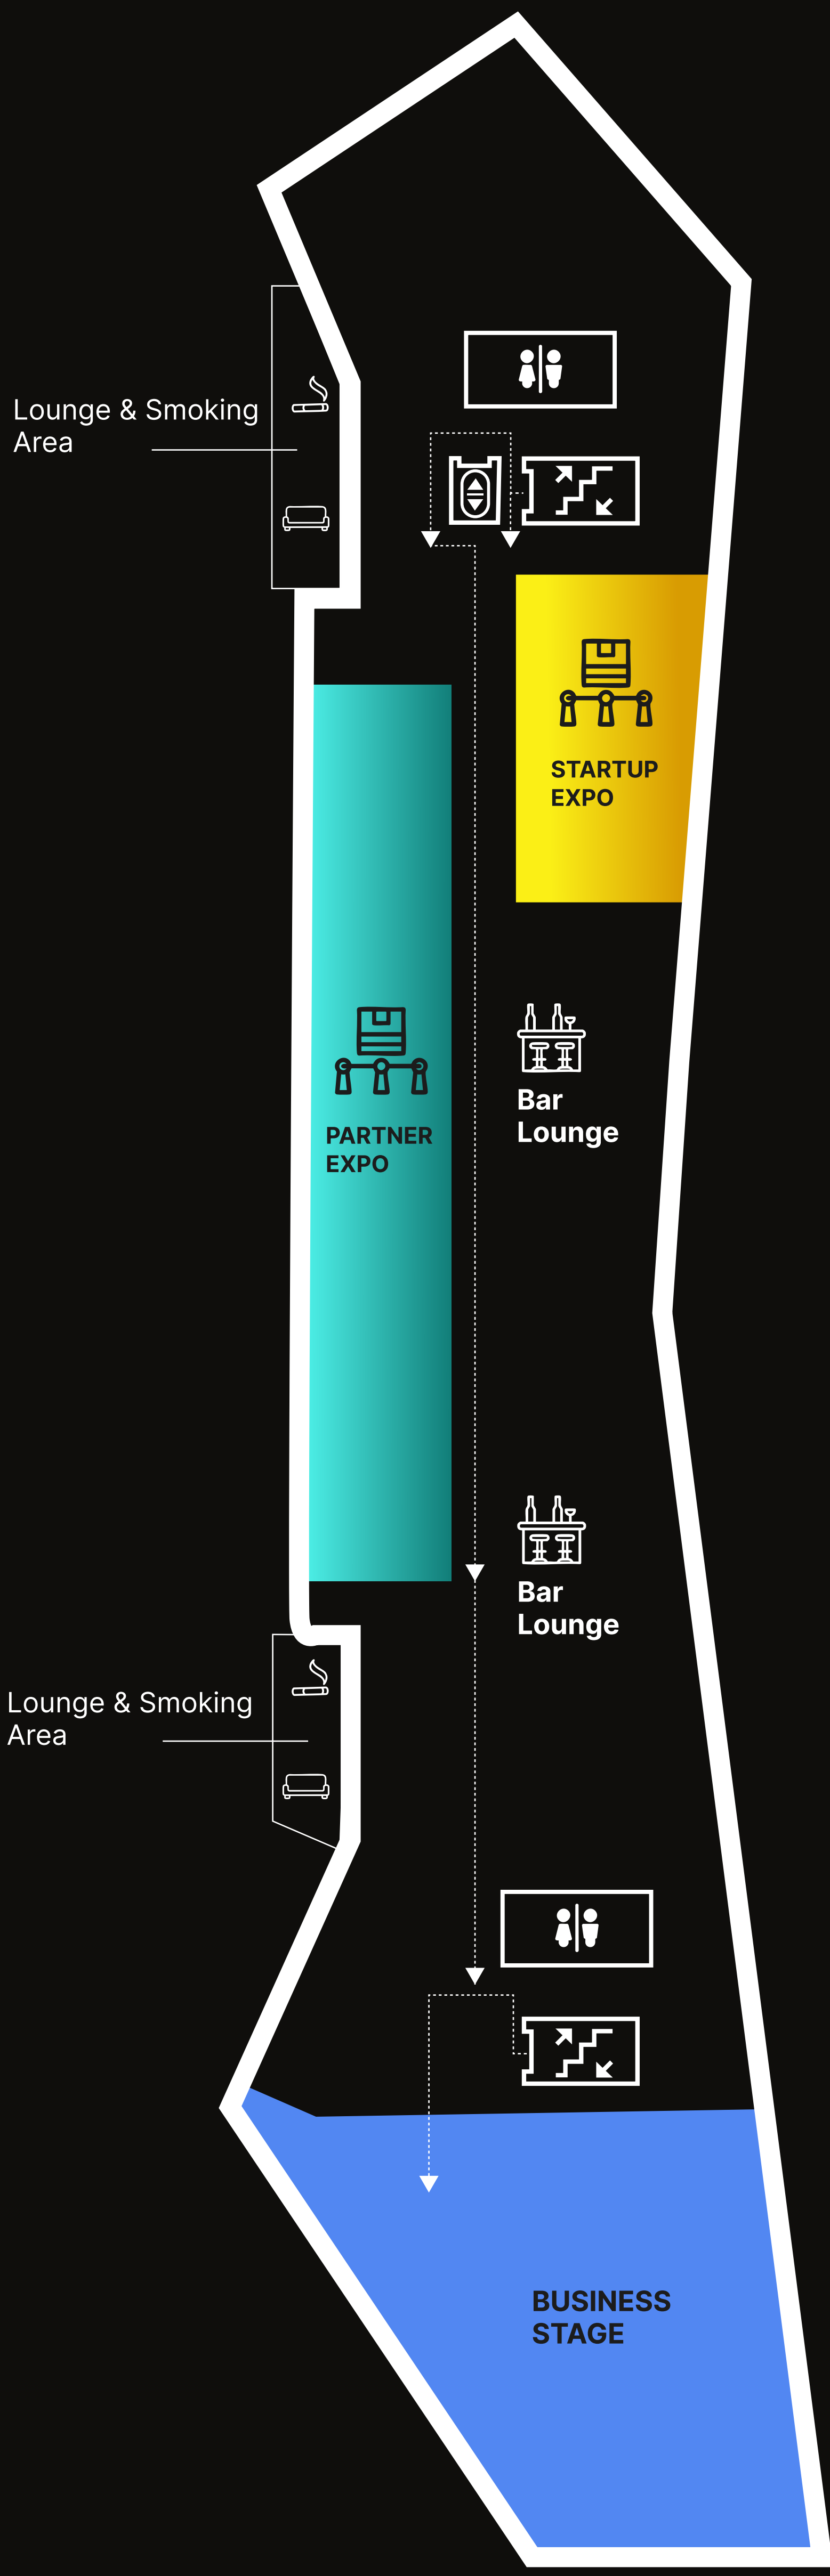 Lounge & Smoking
Area
STARTUP
EXPO
Bar
Lounge
PARTNER
EXPO
Bar
Lounge
Lounge & Smoking
Area
BUSINESS
STAGE